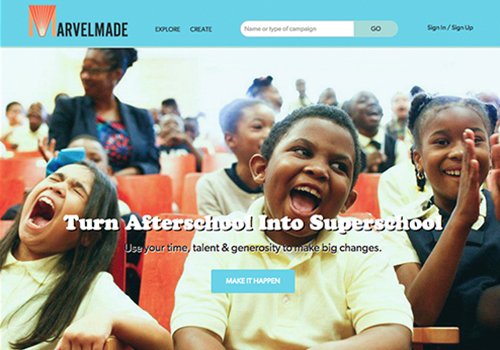 MARVELMADE
EXPLORE CREATE
Name or type of campaign GO
Sign In / Sign Up
Turn Afterschool Into Superschool
Use your time, talent & generosity to make big changes.
MAKE IT HAPPEN